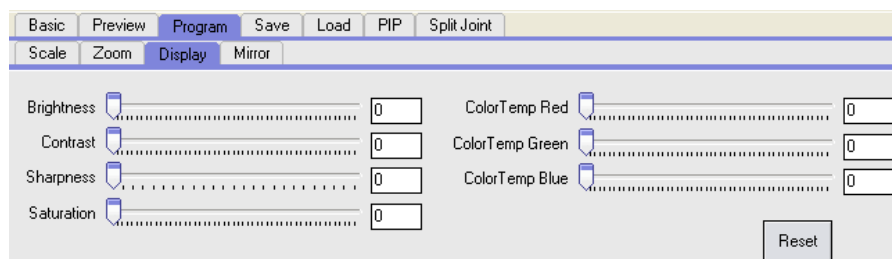 Basic Preview Program Save Load PIP Split Joint
Scale Zoom Display Mirror
Brightness 0 ColorTemp Red 0
Contrast 0 ColorTemp Green 0
Sharpness 0 ColorTemp Blue 0
Saturation 0
Reset